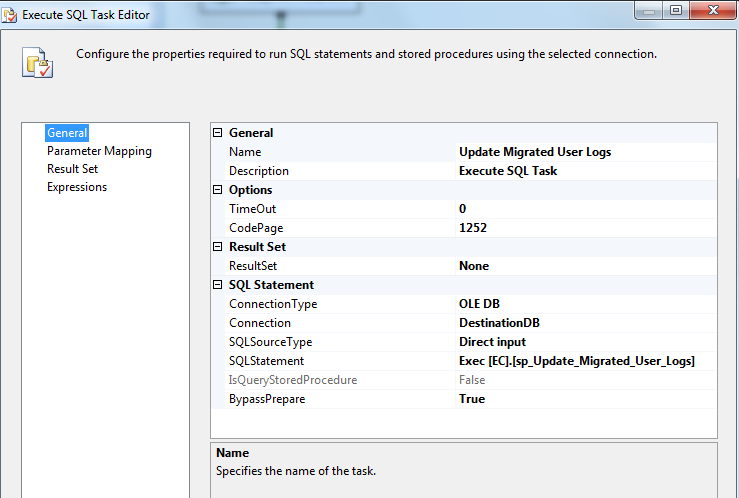 Execute SQL Task Editor
Configure the properties required to run SQL statements and stored procedures using the selected connection.
General
Parameter Mapping
Result Set
Expressions
General
Name Update Migrated User Logs
Description Execute SQL Task
Options
TimeOut 0
CodePage 1252
Result Set
ResultSet None
SQL Statement
ConnectionType OLE DB
Connection DestinationDB
SQLSourceType Direct input
SQLStatement Exec [EC].[sp_Update_Migrated_User_Logs]
IsQueryStoredProcedure False
BypassPrepare True
Name
Specifies the name of the task.